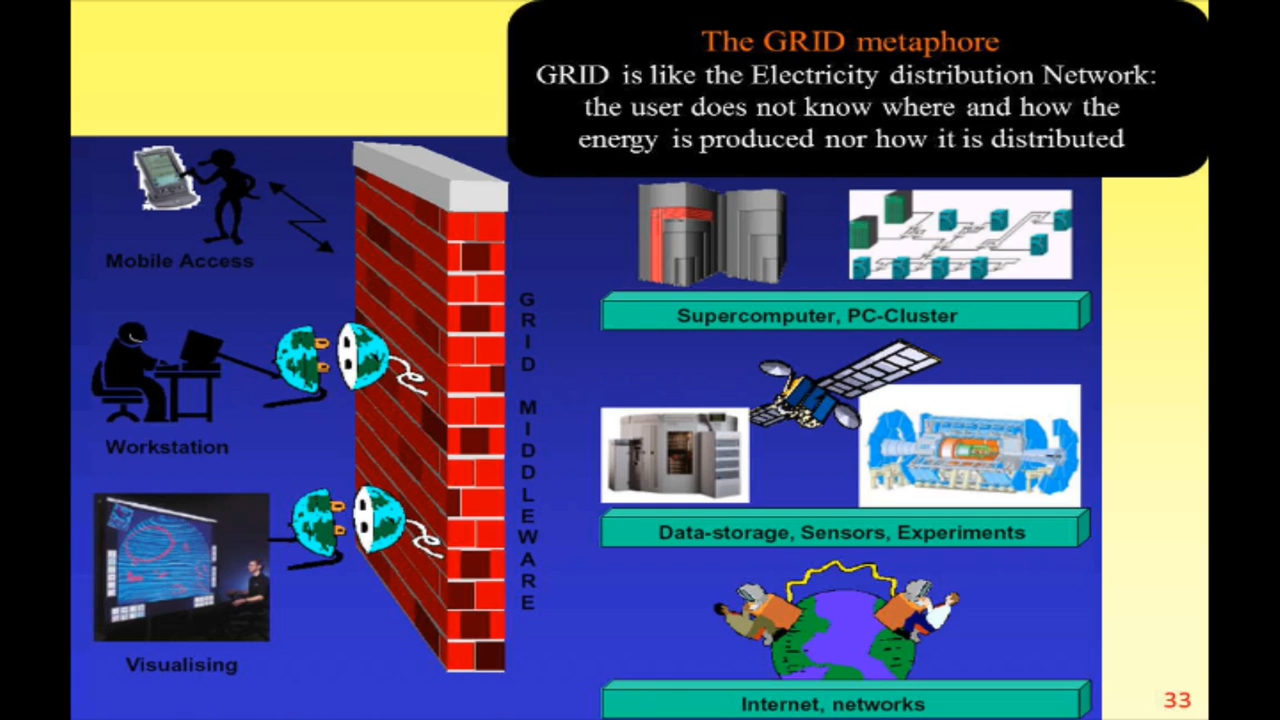 The GRID metaphore
GRID is like the Electricity distribution Network:
the user does not know where and how the
energy is produced nor how it is distributed
Mobile Access
Workstation
Visualising
GRID MIDDLEWARE
Supercomputer, PC-Cluster
Data-storage, Sensors, Experiments
Internet, networks
33